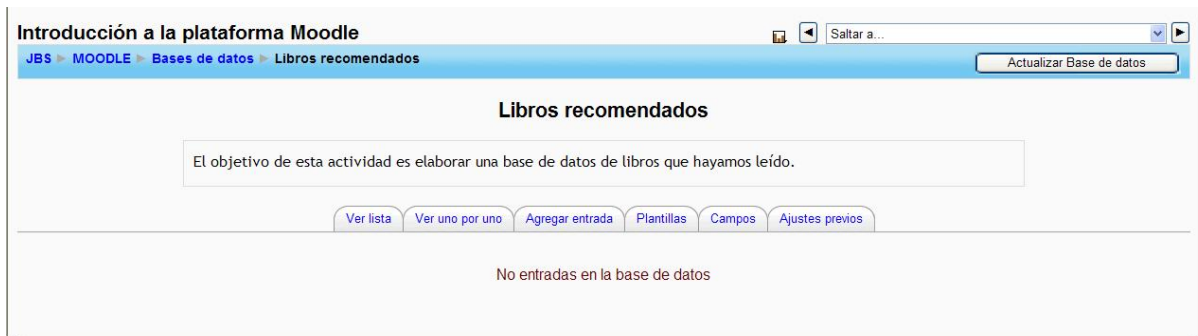 Introducción a la plataforma Moodle
Saltar a...
JBS ► MOODLE ► Bases de datos ► Libros recomendados
Actualizar Base de datos
Libros recomendados
El objetivo de esta actividad es elaborar una base de datos de libros que hayamos leído.
Ver lista Ver uno por uno Agregar entrada Plantillas Campos Ajustes previos
No entradas en la base de datos